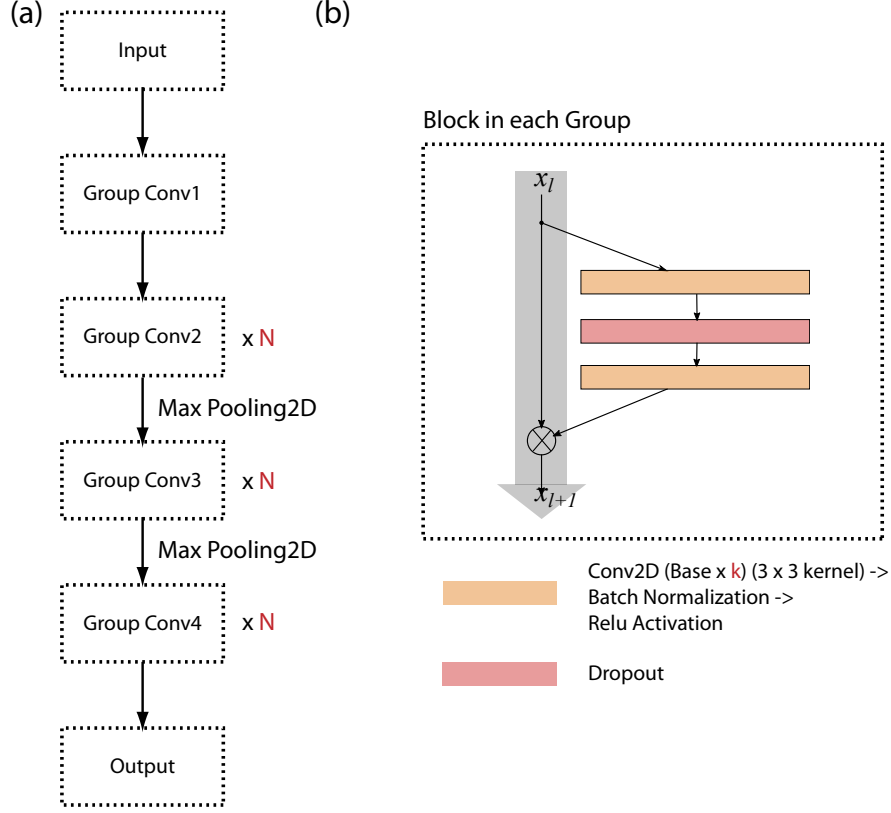 (a)
Input
Group Conv1
Group Conv2 x N
Max Pooling2D
Group Conv3 x N
Max Pooling2D
Group Conv4 x N
Output
(b)
Block in each Group
x_l
x_{l+1}
Conv2D (Base x k) (3 x 3 kernel) ->
Batch Normalization ->
Relu Activation
Dropout